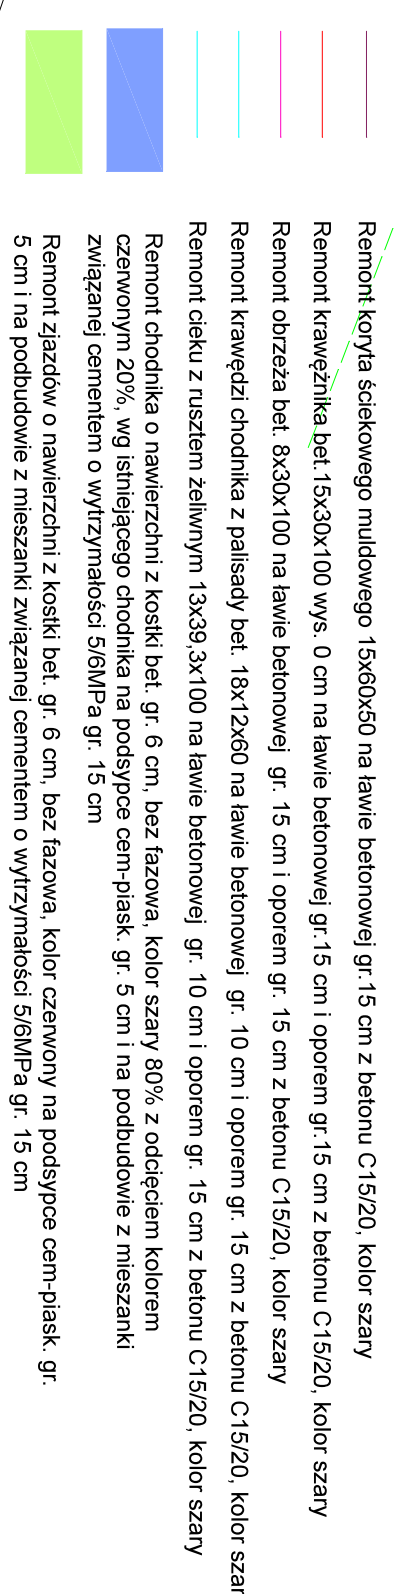 Remont koryta ściekowego muldowego 15x60x50 na ławie betonowej gr.15 cm z betonu C15/20, kolor szary
Remont krawężnika bet.15x30x100 wys. 0 cm na ławie betonowej gr.15 cm i oporem gr.15 cm z betonu C15/20, kolor szary
Remont obrzeża bet. 8x30x100 na ławie betonowej gr. 15 cm i oporem gr. 15 cm z betonu C15/20, kolor szary
Remont krawędzi chodnika z palisady bet. 18x12x60 na ławie betonowej gr. 10 cm i oporem gr. 15 cm z betonu C15/20, kolor szar
Remont cieku z rusztem żeliwnym 13x39,3x100 na ławie betonowej gr. 10 cm i oporem gr. 15 cm z betonu C15/20, kolor szary
Remont chodnika o nawierzchni z kostki bet. gr. 6 cm, bez fazowa, kolor szary 80% z odcięciem kolorem
czerwonym 20%, wg istniejącego chodnika na podsypce cem-piask. gr. 5 cm i na podbudowie z mieszanki
związanej cementem o wytrzymałości 5/6MPa gr. 15 cm
Remont zjazdów o nawierzchni z kostki bet. gr. 6 cm, bez fazowa, kolor czerwony na podsypce cem-piask. gr.
5 cm i na podbudowie z mieszanki związanej cementem o wytrzymałości 5/6MPa gr. 15 cm